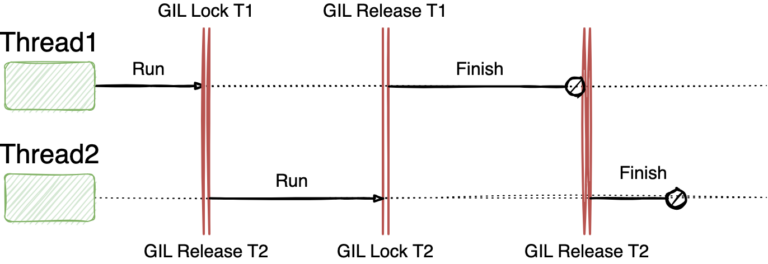 GIL Lock T1
GIL Release T1
Thread1
Run
Finish
Thread2
Run
Finish
GIL Release T2
GIL Lock T2
GIL Release T2